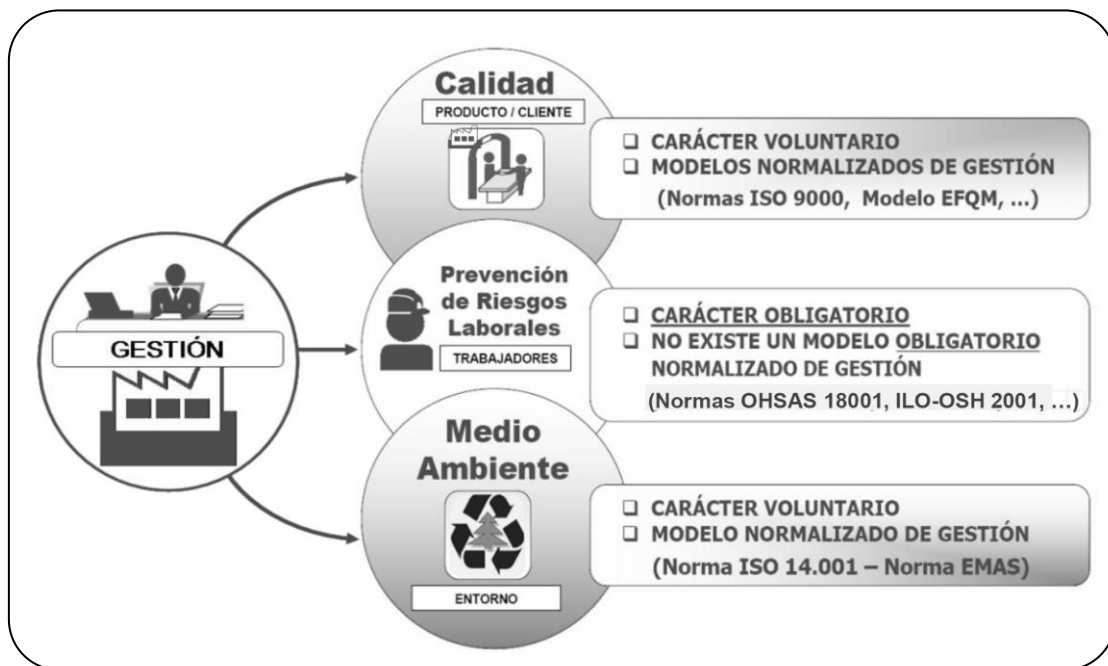 Calidad
PRODUCTO / CLIENTE
❑ CARÁCTER VOLUNTARIO
❑ MODELOS NORMALIZADOS DE GESTIÓN
(Normas ISO 9000, Modelo EFQM, ...)
GESTIÓN
Prevención
de Riesgos
Laborales
TRABAJADORES
❑ CARÁCTER OBLIGATORIO
❑ NO EXISTE UN MODELO OBLIGATORIO
NORMALIZADO DE GESTIÓN
(Normas OHSAS 18001, ILO-OSH 2001, ...)
Medio
Ambiente
ENTORNO
❑ CARÁCTER VOLUNTARIO
❑ MODELO NORMALIZADO DE GESTIÓN
(Norma ISO 14.001 – Norma EMAS)